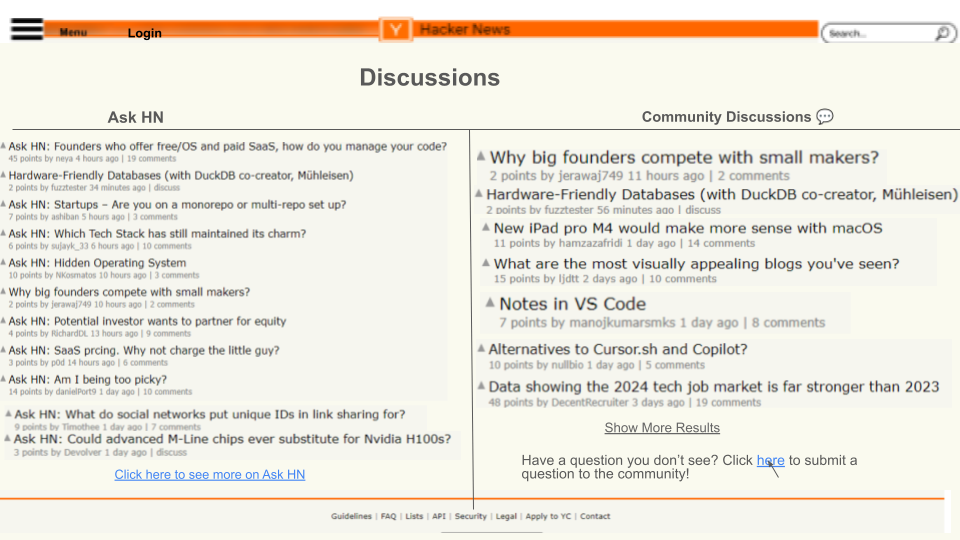 Menu
Login
Y
Hacker News
Search...
Discussions
Ask HN
Ask HN: Founders who offer free/OS and paid SaaS, how do you manage your code?
45 points by neya 4 hours ago | 19 comments
Hardware-Friendly Databases (with DuckDB co-creator, Mühleisen)
2 points by fuzztester 34 minutes ago | discuss
Ask HN: Startups – Are you on a monorepo or multi-repo set up?
7 points by ashiban 5 hours ago | 3 comments
Ask HN: Which Tech Stack has still maintained its charm?
6 points by sujayk_33 6 hours ago | 10 comments
Ask HN: Hidden Operating System
10 points by NKosmatos 10 hours ago | 3 comments
Why big founders compete with small makers?
2 points by jerawaj749 10 hours ago | 2 comments
Ask HN: Potential investor wants to partner for equity
4 points by RichardDL 13 hours ago | 9 comments
Ask HN: SaaS prcing. Why not charge the little guy?
3 points by p0d 14 hours ago | 6 comments
Ask HN: Am I being too picky?
14 points by danielPort9 1 day ago | 10 comments
Ask HN: What do social networks put unique IDs in link sharing for?
9 points by Timothee 1 day ago | 7 comments
Ask HN: Could advanced M-Line chips ever substitute for Nvidia H100s?
3 points by Devolver 1 day ago | discuss
Click here to see more on Ask HN
Community Discussions 💬
Why big founders compete with small makers?
2 points by jerawaj749 11 hours ago | 2 comments
Hardware-Friendly Databases (with DuckDB co-creator, Mühleisen)
2 points by fuzztester 56 minutes ago | discuss
New iPad pro M4 would make more sense with macOS
11 points by hamzazafridi 1 day ago | 14 comments
What are the most visually appealing blogs you've seen?
15 points by ljdtt 2 days ago | 10 comments
Notes in VS Code
7 points by manojkumarsmks 1 day ago | 8 comments
Alternatives to Cursor.sh and Copilot?
10 points by nullbio 1 day ago | 5 comments
Data showing the 2024 tech job market is far stronger than 2023
48 points by DecentRecruiter 3 days ago | 19 comments
Show More Results
Have a question you don't see? Click here to submit a
question to the community!
Guidelines | FAQ | Lists | API | Security | Legal | Apply to YC | Contact